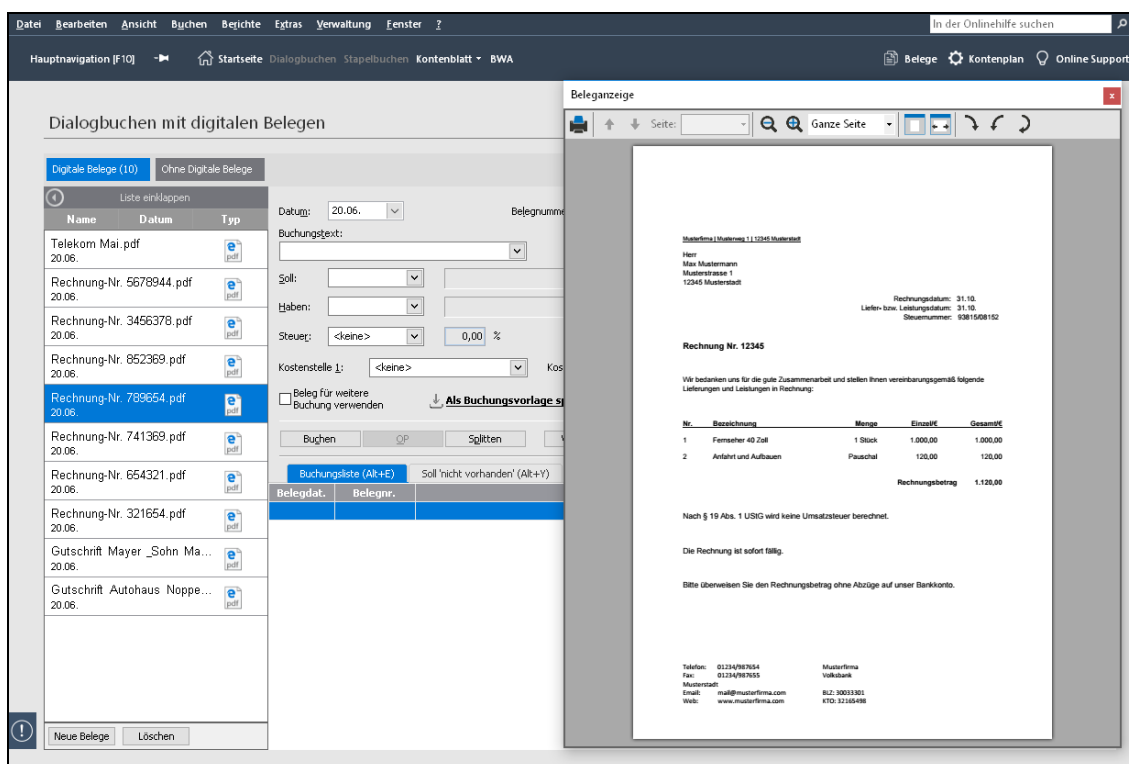 Datei Bearbeiten Ansicht Buchen Berichte Extras Verwaltung Fenster ?
In der Onlinehilfe suchen
Hauptnavigation [F10] Startseite Dialogbuchen Stapelbuchen Kontenblatt BWA
Belege Kontenplan Online Support
Dialogbuchen mit digitalen Belegen
Digitale Belege (10) Ohne Digitale Belege
Liste einklappen
Name Datum Typ
Telekom Mai.pdf
20.06.
pdf
Rechnung-Nr. 5678944.pdf
20.06.
pdf
Rechnung-Nr. 3456378.pdf
20.06.
pdf
Rechnung-Nr. 852369.pdf
20.06.
pdf
Rechnung-Nr. 789654.pdf
20.06.
pdf
Rechnung-Nr. 741369.pdf
20.06.
pdf
Rechnung-Nr. 654321.pdf
20.06.
pdf
Rechnung-Nr. 321654.pdf
20.06.
pdf
Gutschrift Mayer _Sohn Ma...
20.06.
pdf
Gutschrift Autohaus Noppe...
20.06.
pdf
Neue Belege Löschen
Datum: 20.06. Belegnumme
Buchungstext:
Soll:
Haben:
Steuer: <keine> 0,00 %
Kostenstelle 1: <keine> Kos
Beleg für weitere
Buchung verwenden
Als Buchungsvorlage sp
Buchen OP Splitten
Buchungsliste (Alt+E) Soll 'nicht vorhanden' (Alt+Y)
Belegdat. Belegnr.
Beleganzeige
x
Seite: Ganze Seite
Musterfirma | Musterweg 1 | 12345 Musterstadt
Herr
Max Mustermann
Musterstrasse 1
12345 Musterstadt
Rechnungsdatum: 31.10.
Liefer- bzw. Leistungsdatum: 31.10.
Steuernummer: 93815/08152
Rechnung Nr. 12345
Wir bedanken uns für die gute Zusammenarbeit und stellen Ihnen vereinbarungsgemäß folgende
Lieferungen und Leistungen in Rechnung:
Nr. Bezeichnung Menge Einzel/€ Gesamt/€
1 Fernseher 40 Zoll 1 Stück 1.000,00 1.000,00
2 Anfahrt und Aufbauen Pauschal 120,00 120,00
Rechnungsbetrag 1.120,00
Nach § 19 Abs. 1 UStG wird keine Umsatzsteuer berechnet.
Die Rechnung ist sofort fällig.
Bitte überweisen Sie den Rechnungsbetrag ohne Abzüge auf unser Bankkonto.
Telefon: 01234/987654 Musterfirma
Fax: 01234/987655 Volksbank
Musterstadt
Email: mail@musterfirma.com BLZ: 30033301
Web: www.musterfirma.com KTO: 32165498